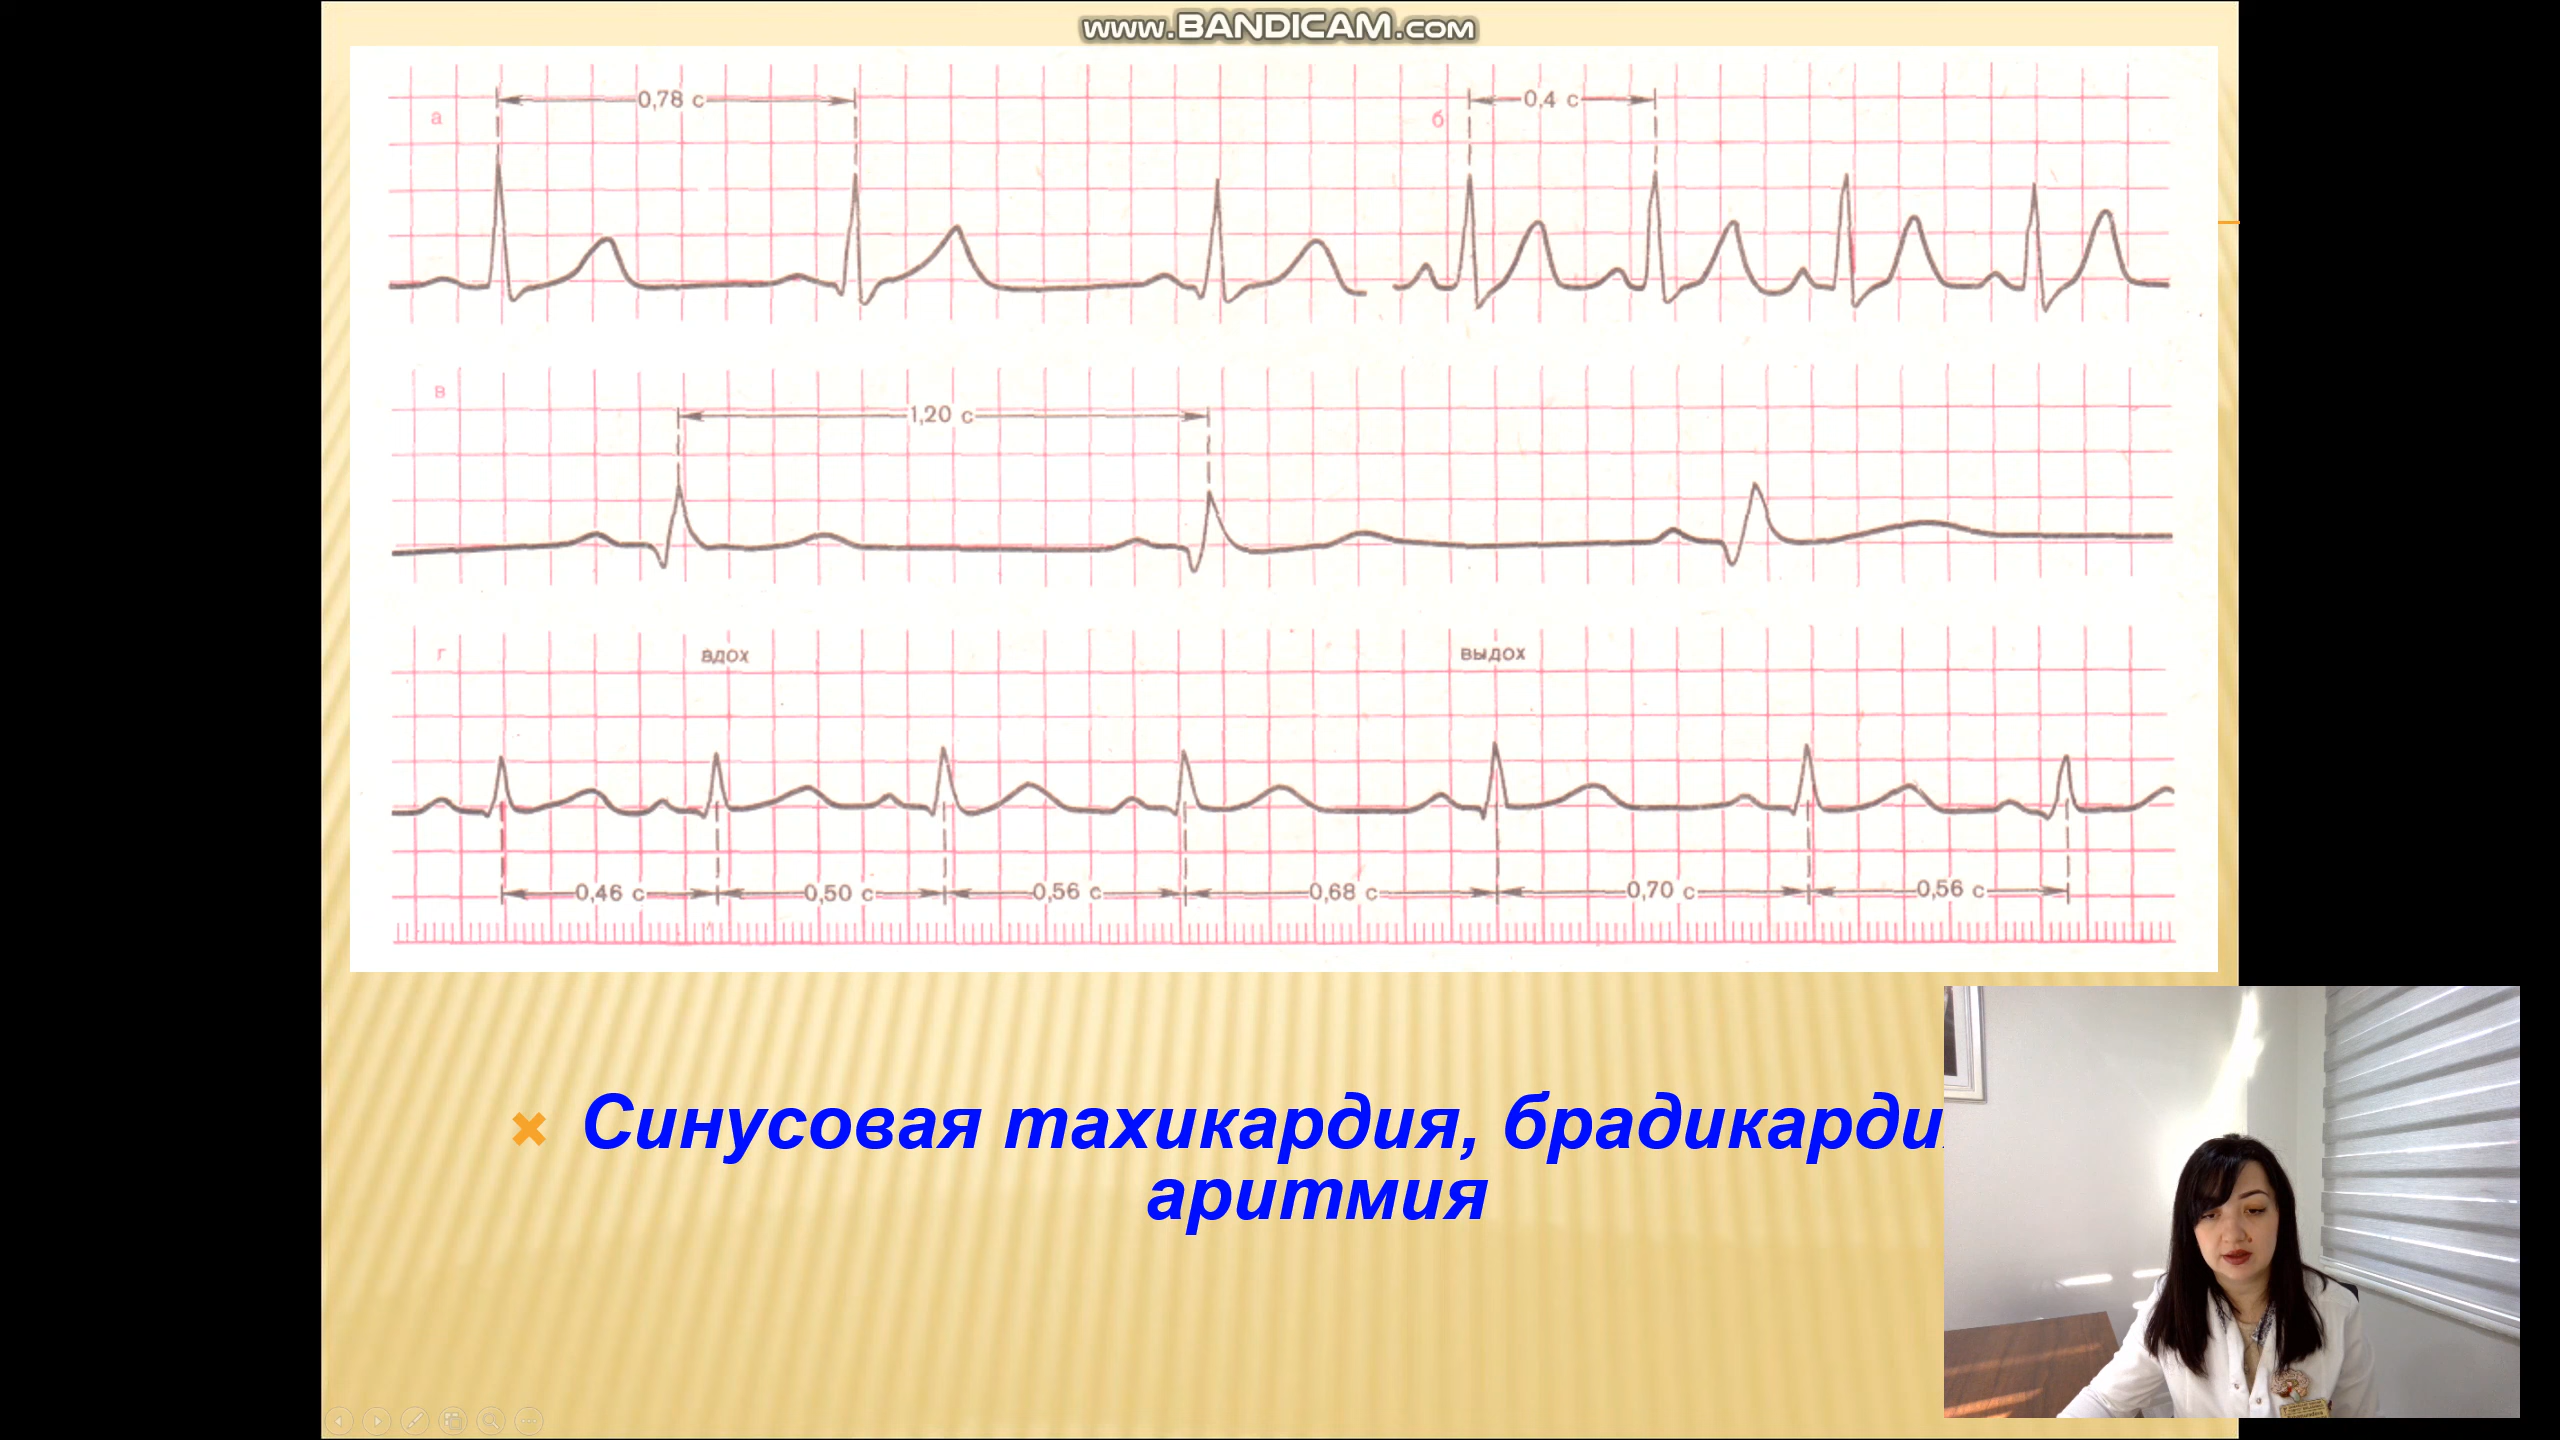 www.BANDICAM.com
0,78 с
0,4 с
а
б
в
1,20 с
г
вдох
выдох
0,46 с
0,50 с
0,56 с
0,68 с
0,70 с
0,56 с
Синусовая тахикардия,
аритмия